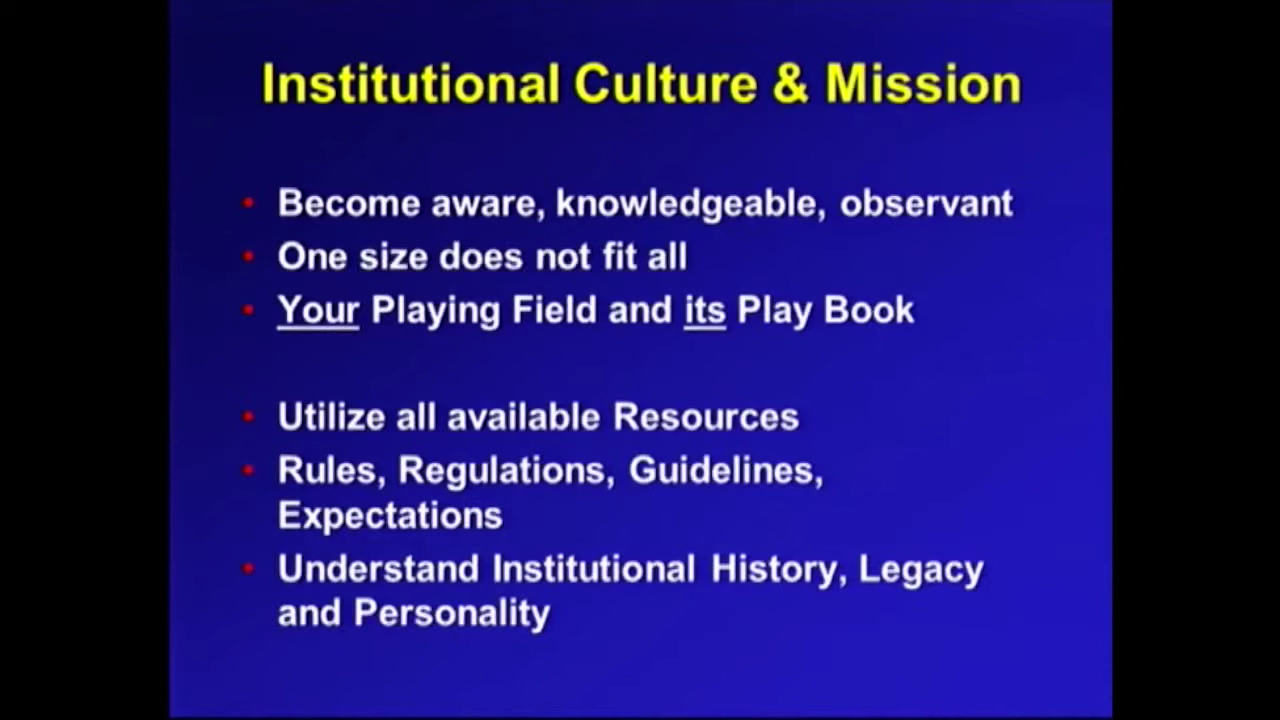 Institutional Culture & Mission
• Become aware, knowledgeable, observant
• One size does not fit all
• Your Playing Field and its Play Book
• Utilize all available Resources
• Rules, Regulations, Guidelines,
Expectations
• Understand Institutional History, Legacy
and Personality